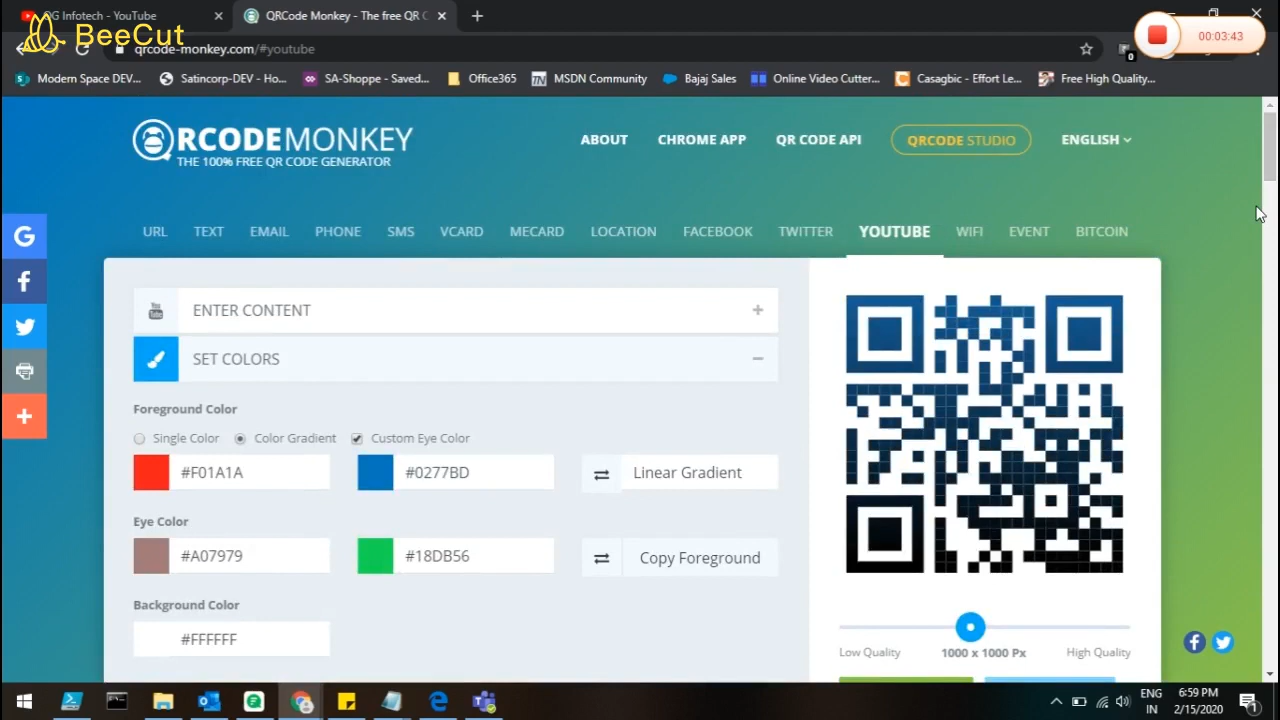 OG Infotech - YouTube
QRCode Monkey - The free QR C
BeeCut
qrcode-monkey.com/#youtube
0
00:03:43
Modern Space DEV...
Satincorp-DEV - Ho...
SA-Shoppe - Saved...
Office365
MSDN Community
Bajaj Sales
Online Video Cutter...
Casagbic - Effort Le...
Free High Quality...
QRCODEMONKEY
THE 100% FREE QR CODE GENERATOR
ABOUT
CHROME APP
QR CODE API
QRCODE STUDIO
ENGLISH
URL
TEXT
EMAIL
PHONE
SMS
VCARD
MECARD
LOCATION
FACEBOOK
TWITTER
YOUTUBE
WIFI
EVENT
BITCOIN
ENTER CONTENT
SET COLORS
Foreground Color
Single Color
Color Gradient
Custom Eye Color
#F01A1A
#0277BD
Linear Gradient
Eye Color
#A07979
#18DB56
Copy Foreground
Background Color
#FFFFFF
Low Quality
1000 x 1000 Px
High Quality
ENG
IN
6:59 PM
2/15/2020
1